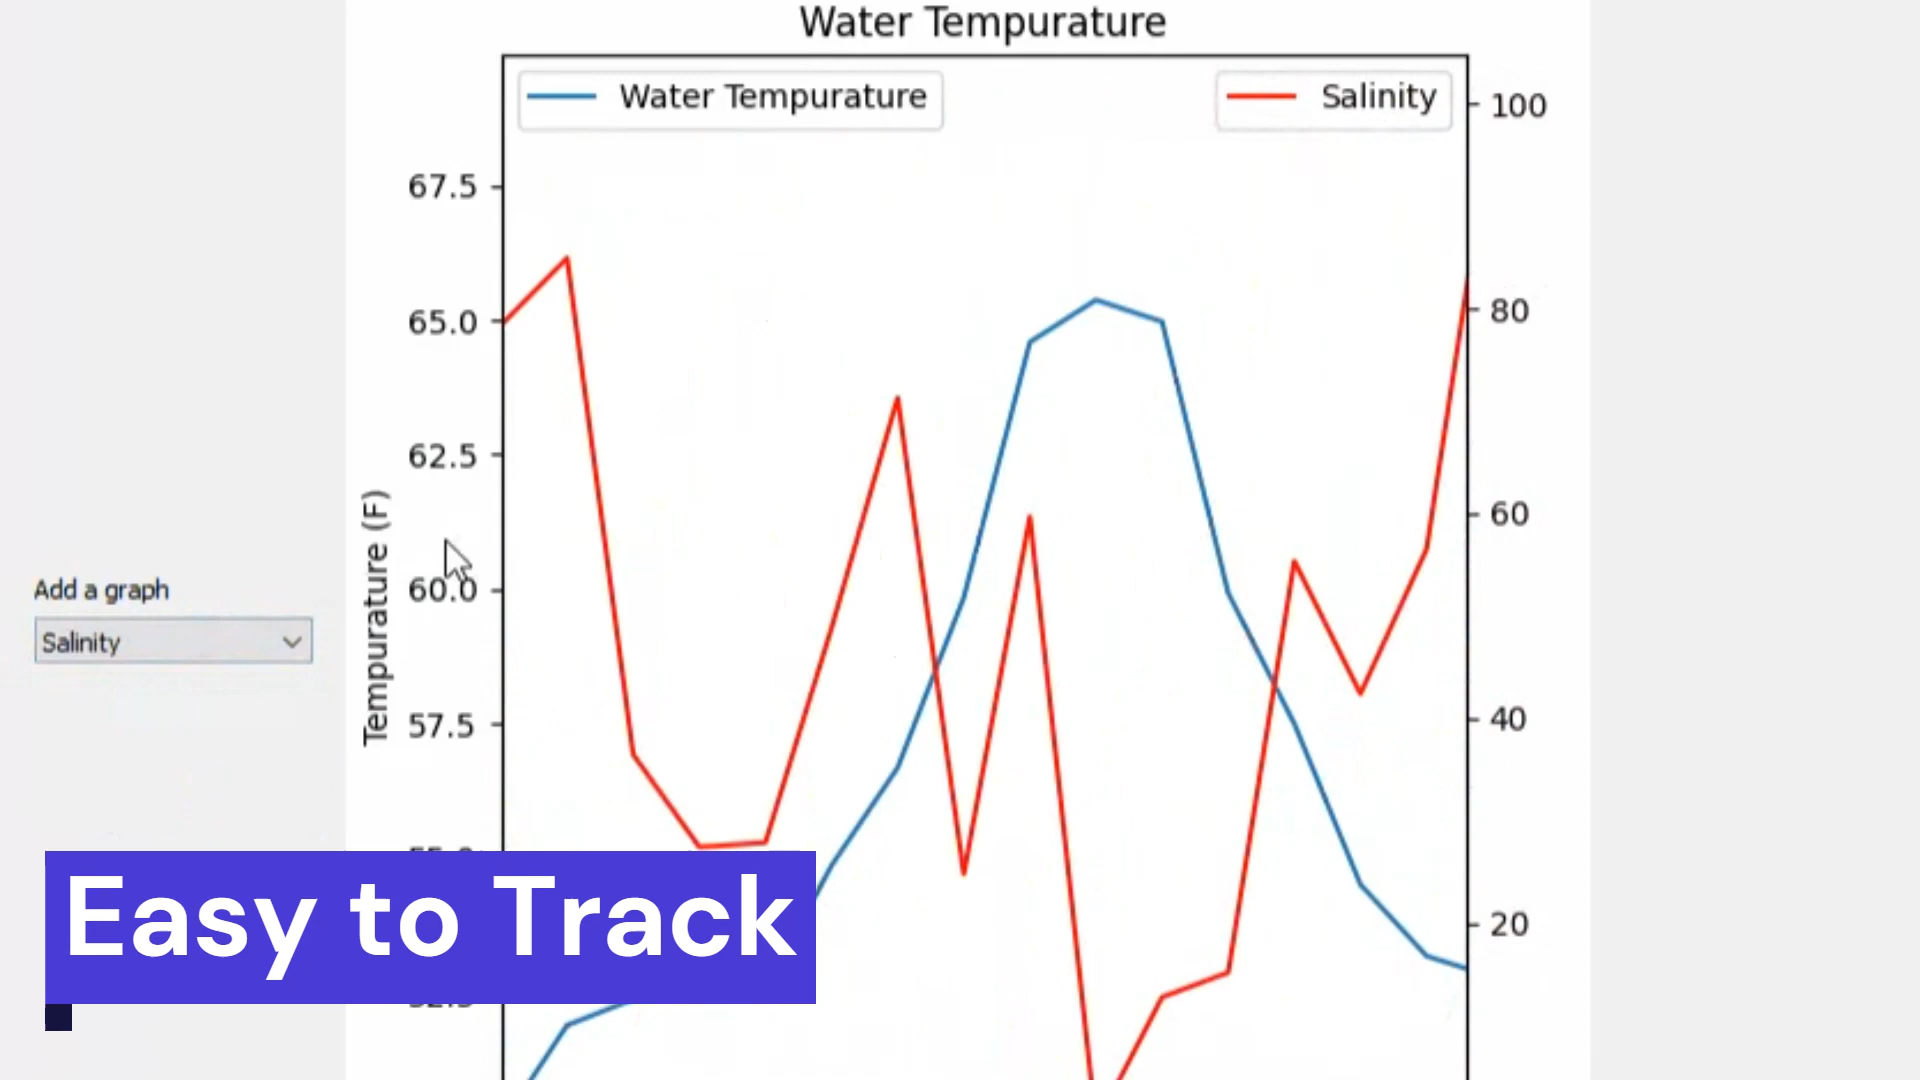 Water Tempurature
Water Tempurature
Salinity
100
67.5
65.0
80
62.5
60
Tempurature (F)
60.0
Add a graph
Salinity
57.5
40
Easy to Track
20